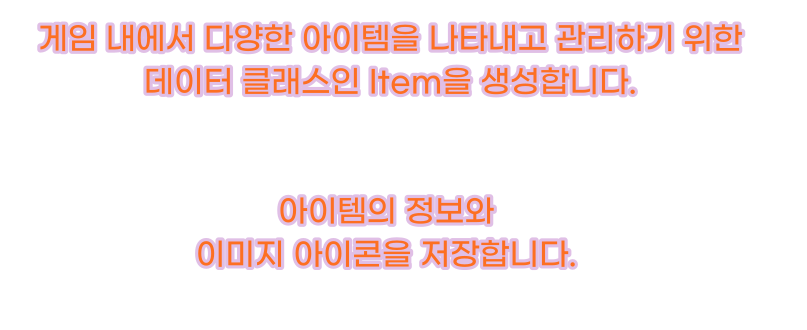 게임 내에서 다양한 아이템을 나타내고 관리하기 위한
데이터 클래스인 Item을 생성합니다.
아이템의 정보와
이미지 아이콘을 저장합니다.